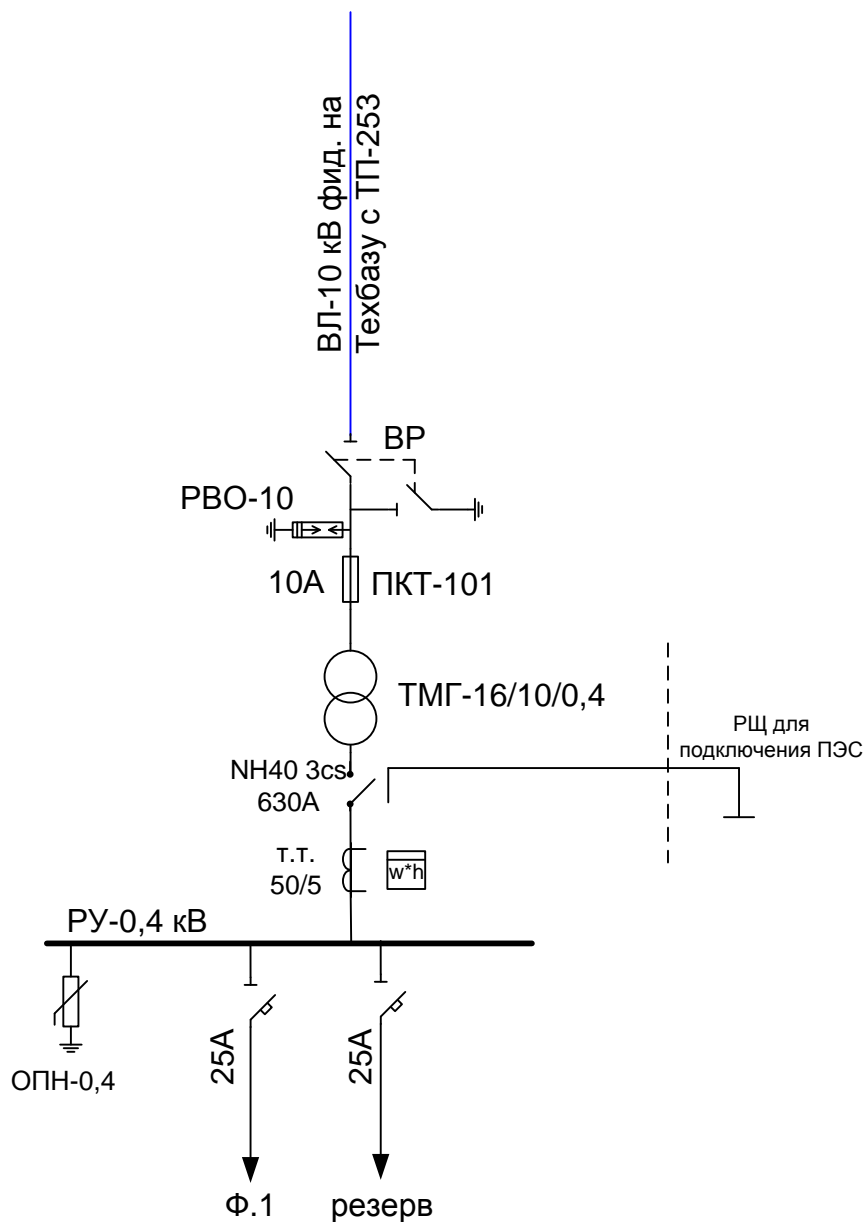 ВЛ-10 кВ фид. на
Техбазу с ТП-253
ВР
РВО-10
10А
ПКТ-101
ТМГ-16/10/0,4
РЩ для
подключения ПЭС
NH40 3cs
630А
т.т.
50/5
w*h
РУ-0,4 кВ
25А
25А
ОПН-0,4
Ф.1
резерв